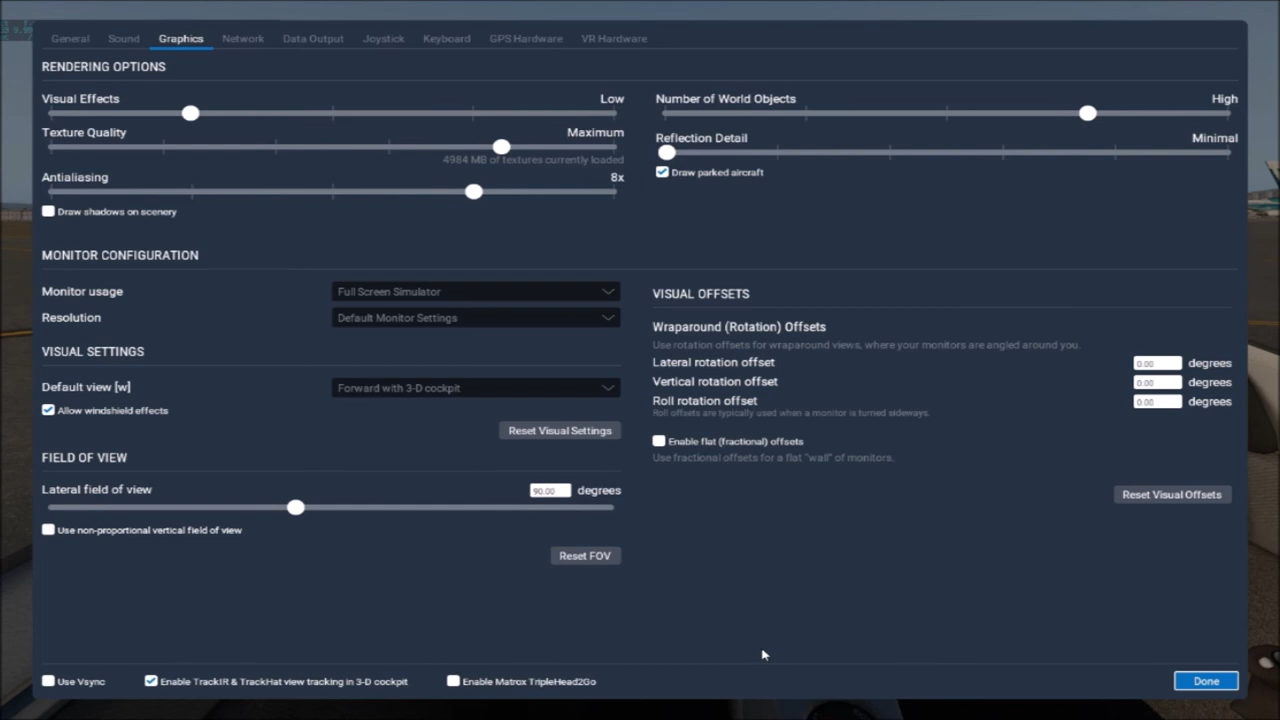 General Sound Graphics Network Data Output Joystick Keyboard GPS Hardware VR Hardware
RENDERING OPTIONS
Visual Effects Low
Texture Quality Maximum
4984 MB of textures currently loaded
Antialiasing 8x
Draw shadows on scenery
Number of World Objects High
Reflection Detail Minimal
Draw parked aircraft
MONITOR CONFIGURATION
Monitor usage Full Screen Simulator
Resolution Default Monitor Settings
VISUAL SETTINGS
Default view [w] Forward with 3-D cockpit
Allow windshield effects
Reset Visual Settings
FIELD OF VIEW
Lateral field of view 90.00 degrees
Use non-proportional vertical field of view
Reset FOV
VISUAL OFFSETS
Wraparound (Rotation) Offsets
Use rotation offsets for wraparound views, where your monitors are angled around you.
Lateral rotation offset 0.00 degrees
Vertical rotation offset 0.00 degrees
Roll rotation offset 0.00 degrees
Roll offsets are typically used when a monitor is turned sideways.
Enable flat (fractional) offsets
Use fractional offsets for a flat "wall" of monitors.
Reset Visual Offsets
Use Vsync Enable TrackIR & TrackHat view tracking in 3-D cockpit Enable Matrox TripleHead2Go Done